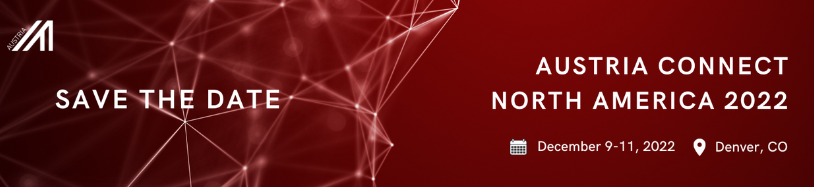 AUSTRIA
SAVE THE DATE
AUSTRIA CONNECT
NORTH AMERICA 2022
December 9-11, 2022
Denver, CO